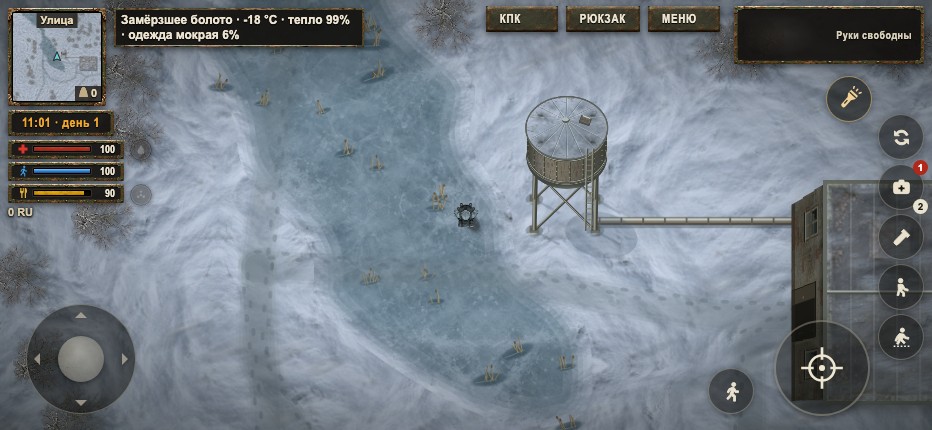 Улица
Замёрзшее болото · -18 °C · тепло 99%
· одежда мокрая 6%
КПК
РЮКЗАК
МЕНЮ
Руки свободны
0
11:01 · день 1
100
100
90
0 RU
1
2